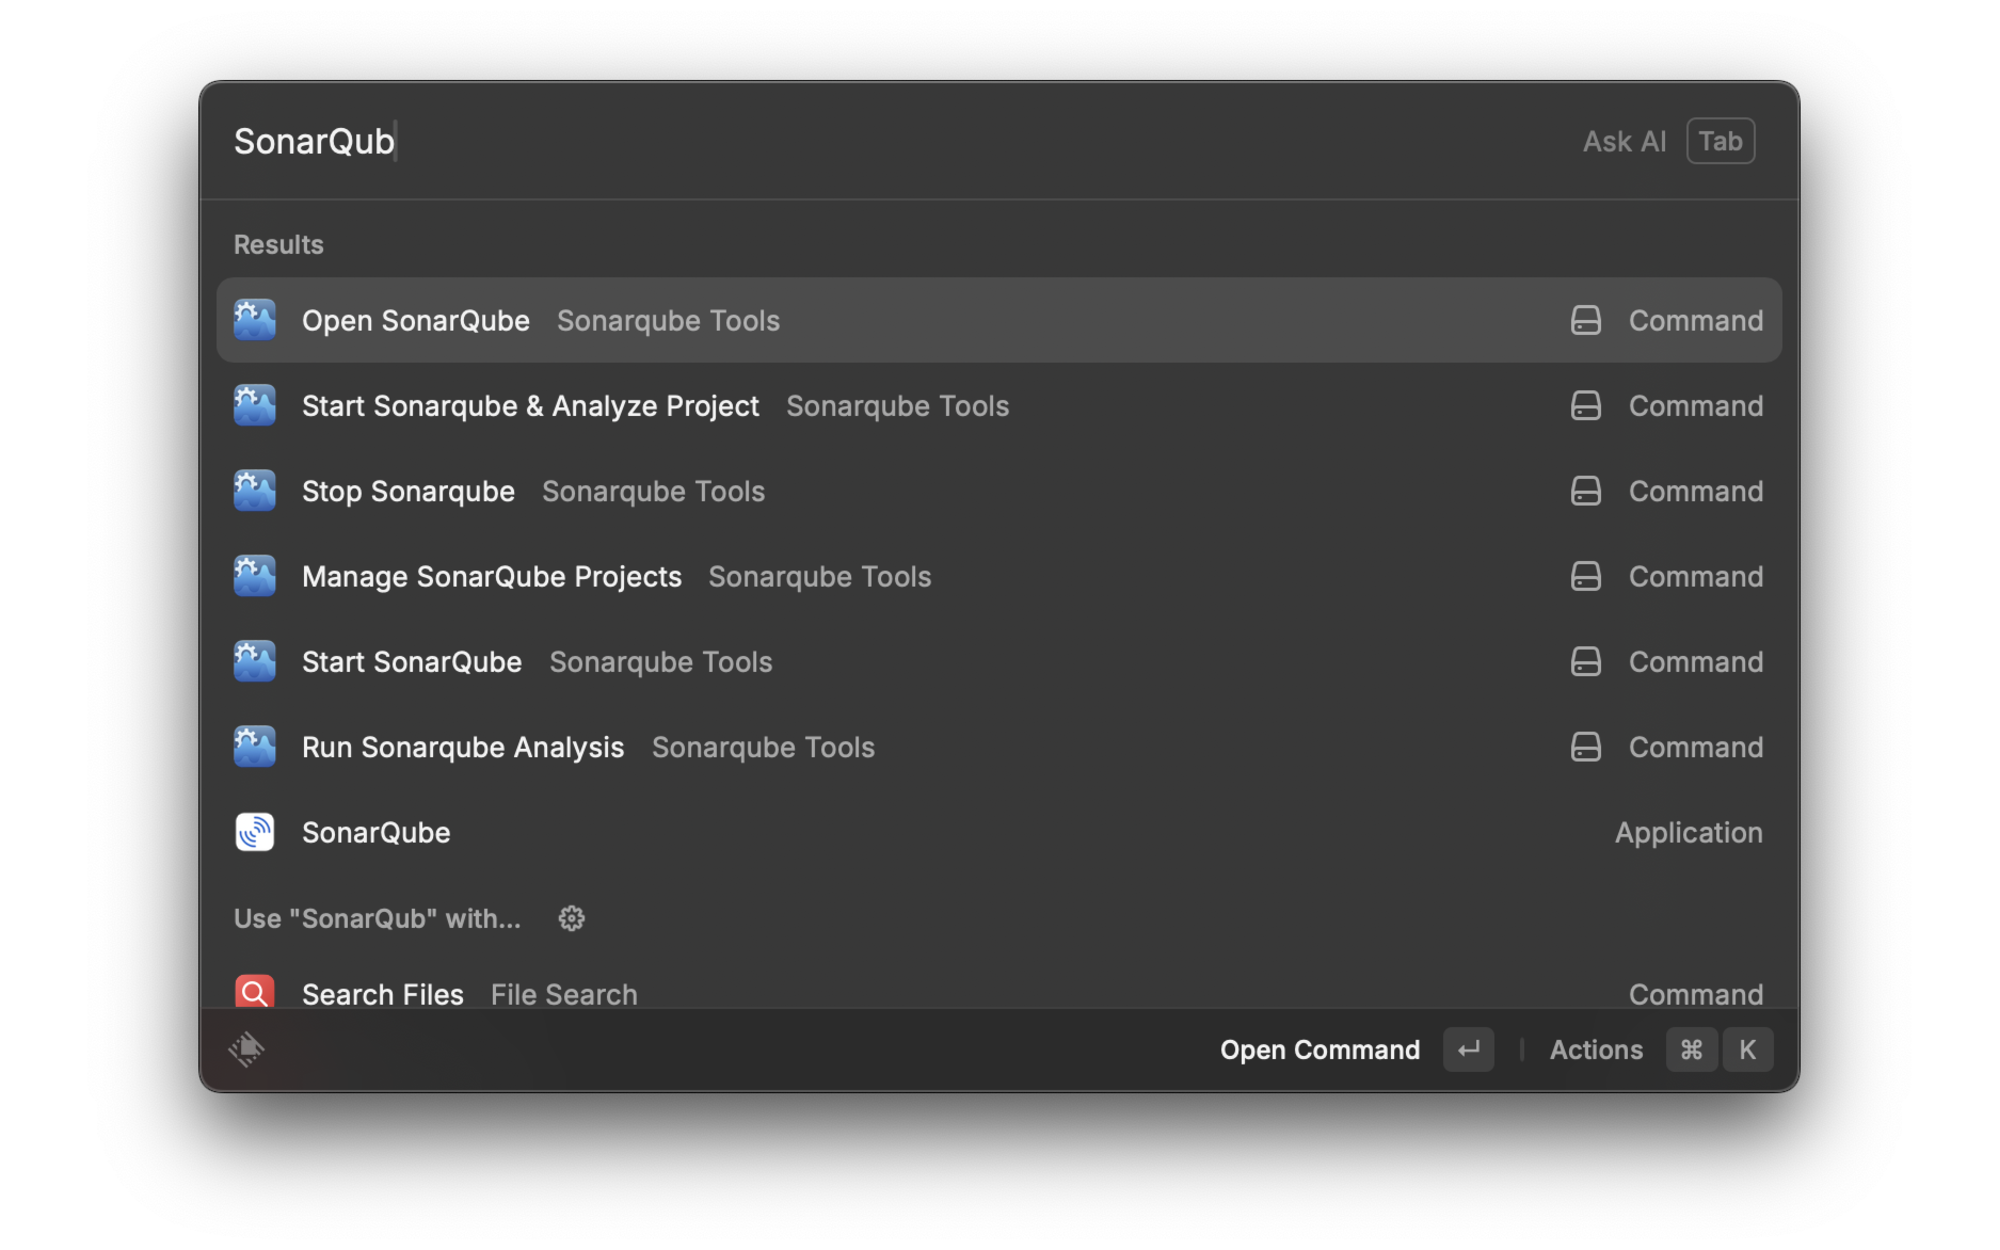 SonarQub Ask AI Tab
Results
Open SonarQube Sonarqube Tools Command
Start Sonarqube & Analyze Project Sonarqube Tools Command
Stop Sonarqube Sonarqube Tools Command
Manage SonarQube Projects Sonarqube Tools Command
Start SonarQube Sonarqube Tools Command
Run Sonarqube Analysis Sonarqube Tools Command
SonarQube Application
Use "SonarQub" with...
Search Files File Search Command
Open Command ↵ Actions ⌘ K